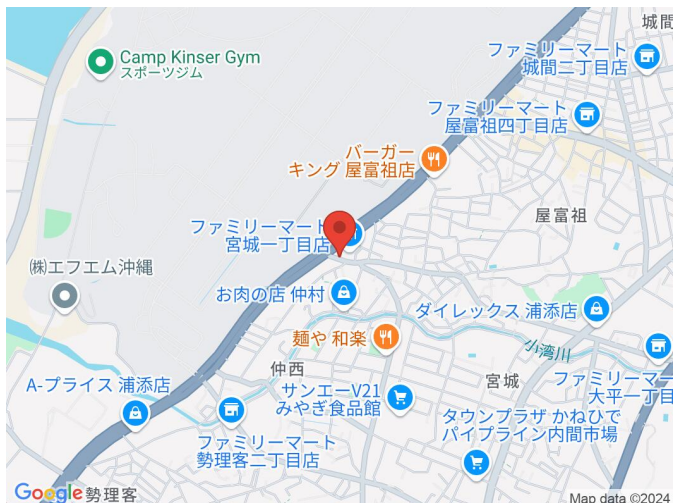 城間
Camp Kinser Gym
スポーツジム
ファミリーマート
城間二丁目店
ファミリーマート
屋富祖四丁目店
バーガー
キング 屋富祖店
屋富祖
ファミリーマート
宮城一丁目店
㈱エフエム沖縄
お肉の店 仲村
ダイレックス 浦添店
麺や 和楽
小湾川
仲西
A-プライス 浦添店
サンエーV21
みやぎ食品館
宮城
ファミリーマー
大平一丁目
タウンプラザ かねひで
パイプライン内間市場
ファミリーマート
勢理客二丁目店
Google
勢理客
Map data ©2024